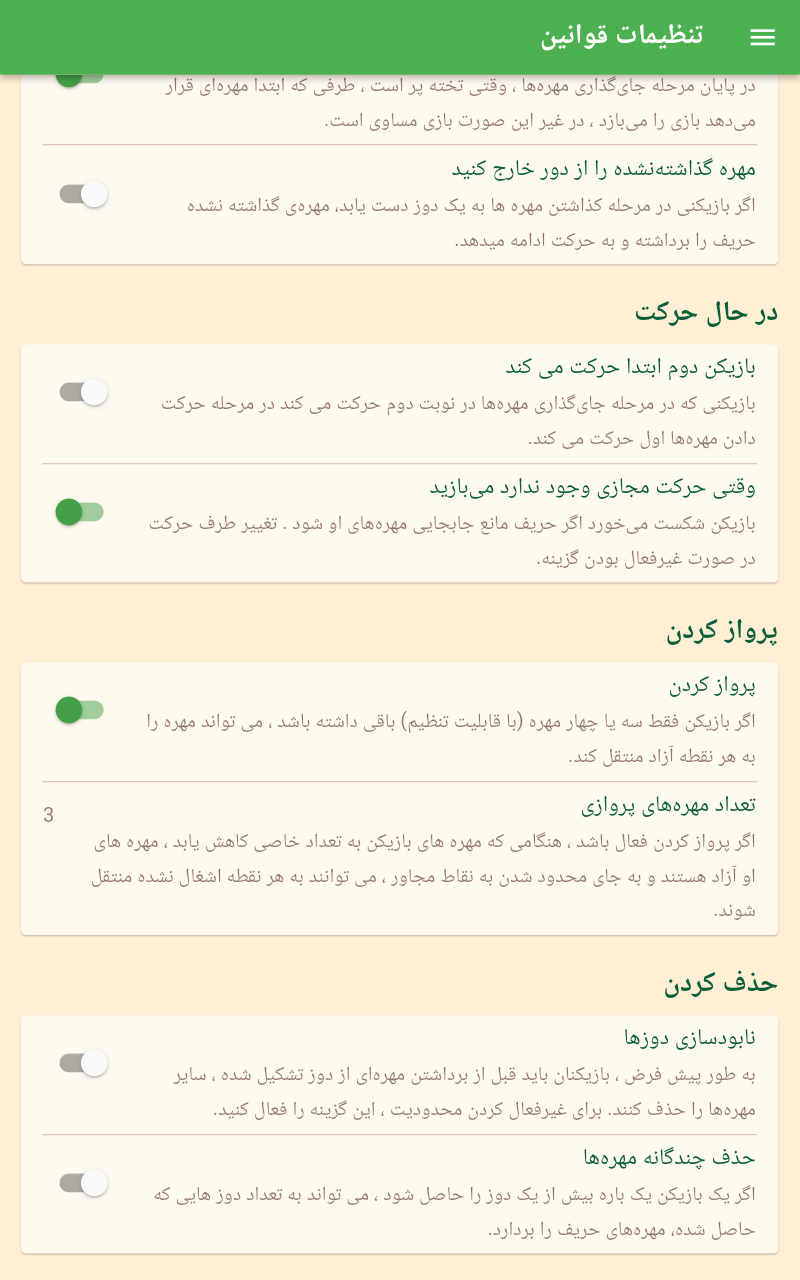 تنظیمات قوانین
در پایان مرحله جای‌گذاری مهره‌ها ، وقتی تخته پر است ، طرفی که ابتدا مهره‌ای قرار
می‌دهد بازی را می‌بازد ، در غیر این صورت بازی مساوی است.
مهره گذاشته‌نشده را از دور خارج کنید
اگر بازیکنی در مرحله کذاشتن مهره ها به یک دوز دست یابد، مهره‌ی گذاشته نشده
حریف را برداشته و به حرکت ادامه میدهد.
در حال حرکت
بازیکن دوم ابتدا حرکت می کند
بازیکنی که در مرحله جای‌گذاری مهره‌ها در نوبت دوم حرکت می کند در مرحله حرکت
دادن مهره‌ها اول حرکت می کند.
وقتی حرکت مجازی وجود ندارد می‌بازید
بازیکن شکست می‌خورد اگر حریف مانع جابجایی مهره‌های او شود . تغییر طرف حرکت
در صورت غیرفعال بودن گزینه.
پرواز کردن
پرواز کردن
اگر بازیکن فقط سه یا چهار مهره (با قابلیت تنظیم) باقی داشته باشد ، می تواند مهره را
به هر نقطه آزاد منتقل کند.
تعداد مهره‌های پروازی
3
اگر پرواز کردن فعال باشد ، هنگامی که مهره های بازیکن به تعداد خاصی کاهش یابد ، مهره های
او آزاد هستند و به جای محدود شدن به نقاط مجاور ، می توانند به هر نقطه اشغال نشده منتقل
شوند.
حذف کردن
نابودسازی دوزها
به طور پیش فرض ، بازیکنان باید قبل از برداشتن مهره‌ای از دوز تشکیل شده ، سایر
مهره‌ها را حذف کنند. برای غیرفعال کردن محدودیت ، این گزینه را فعال کنید.
حذف چندگانه مهره‌ها
اگر یک بازیکن یک باره بیش از یک دوز را حاصل شود ، می تواند به تعداد دوز هایی که
حاصل شده، مهره‌های حریف را بردارد.